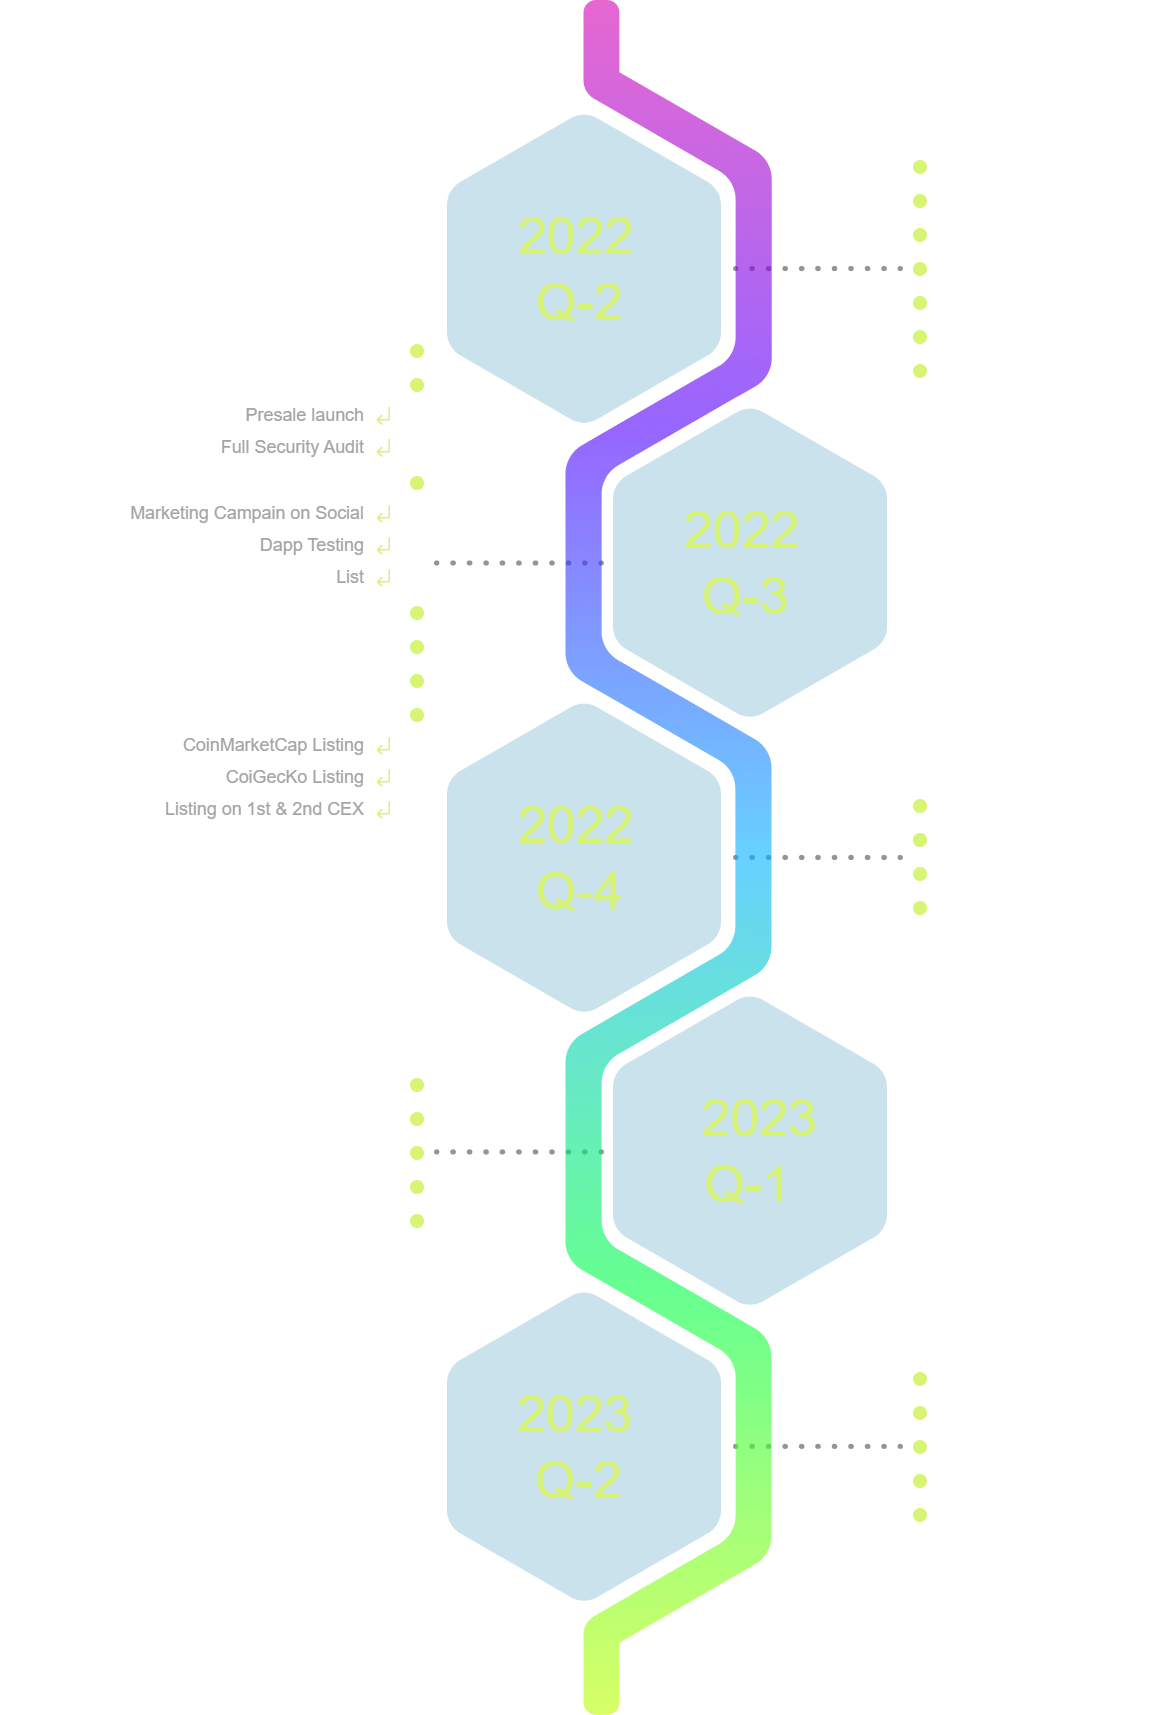 2022
Q-2
Presale launch
Full Security Audit
Marketing Campain on Social
Dapp Testing
List
2022
Q-3
CoinMarketCap Listing
CoiGecKo Listing
Listing on 1st & 2nd CEX
2022
Q-4
2023
Q-1
2023
Q-2